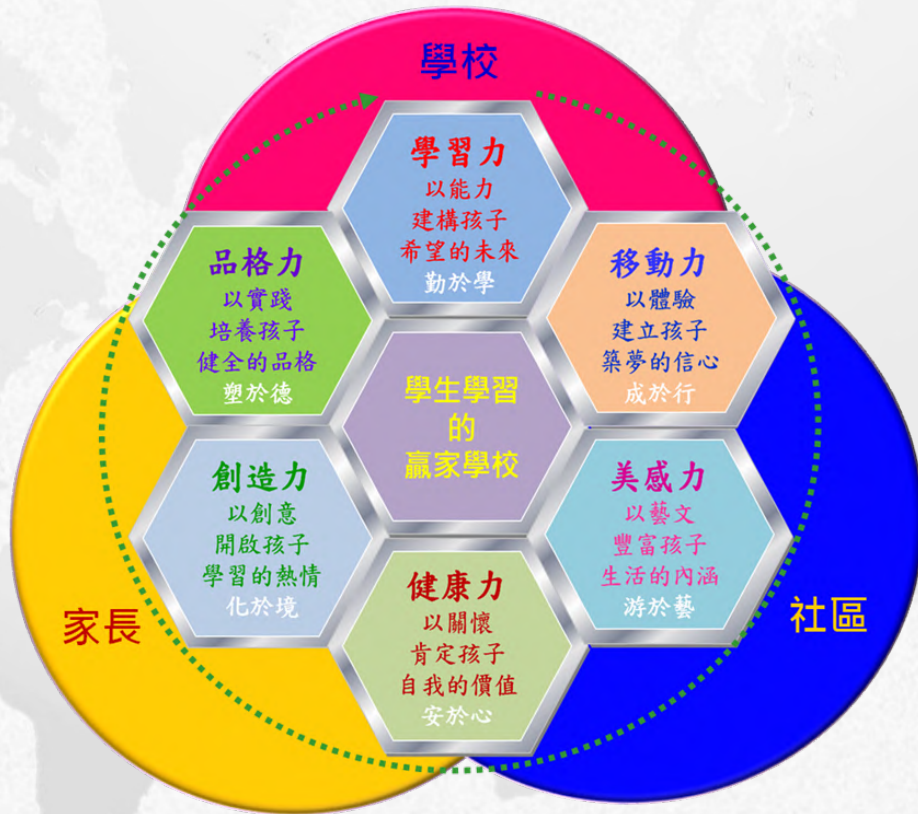 學校
學習力
以能力
建構孩子
希望的未來
勤於學
品格力
以實踐
培養孩子
健全的品格
塑於德
移動力
以體驗
建立孩子
築夢的信心
成於行
學生學習
的
贏家學校
創造力
以創意
開啟孩子
學習的熱情
化於境
美感力
以藝文
豐富孩子
生活的內涵
游於藝
健康力
以關懷
肯定孩子
自我的價值
安於心
家長
社區